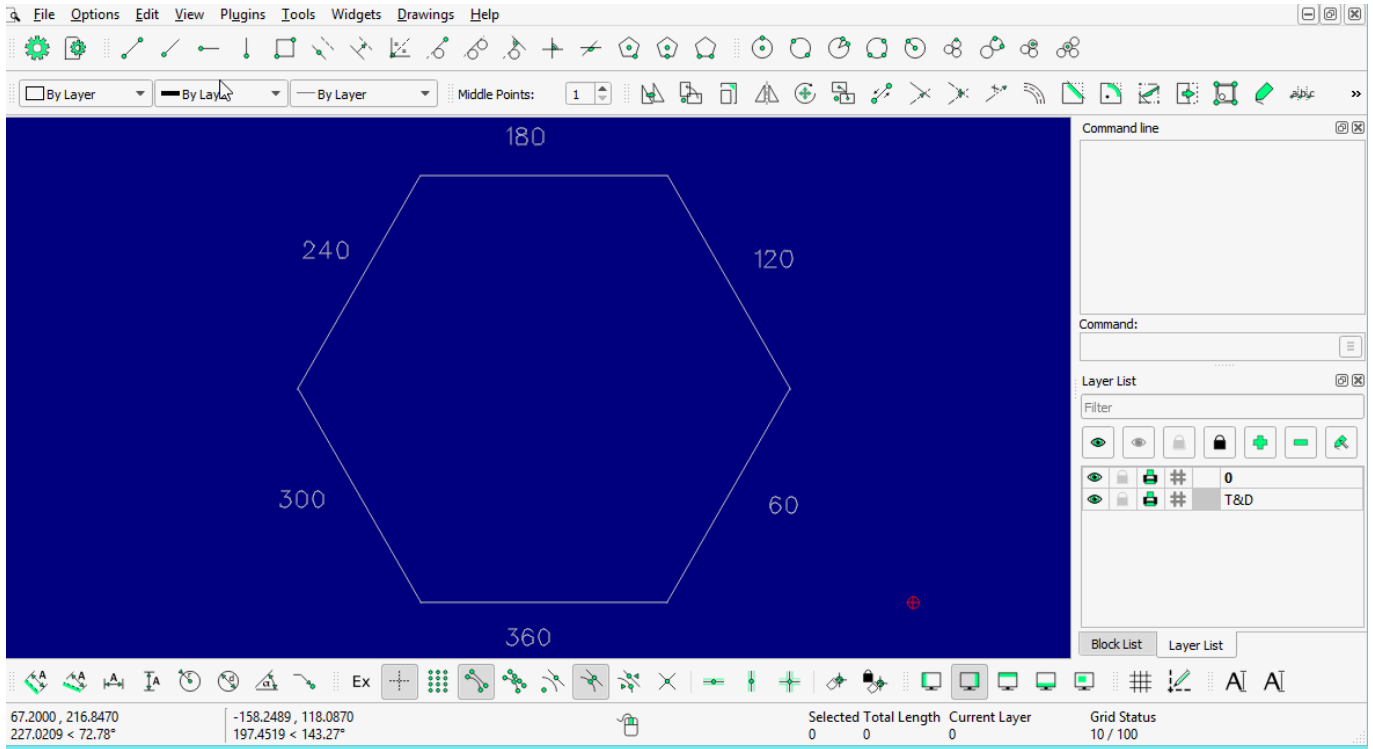 File Options Edit View Plugins Tools Widgets Drawings Help
By Layer By Layer By Layer Middle Points: 1 abc »
180
240
120
300
60
360
Command line
Command:
Layer List
Filter
0
T&D
Block List Layer List
Ex
67.2000 , 216.8470 -158.2489 , 118.0870 Selected Total Length Current Layer Grid Status
227.0209 < 72.78° 197.4519 < 143.27° 0 0 0 10 / 100